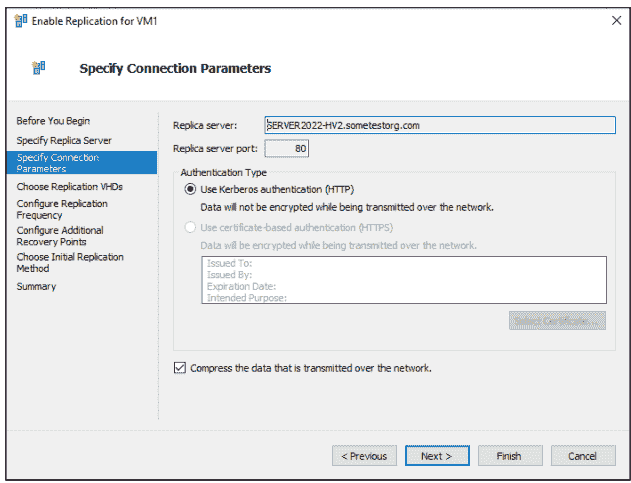 Enable Replication for VM1
Specify Connection Parameters
Before You Begin
Specify Replica Server
Specify Connection
Parameters
Choose Replication VHDs
Configure Replication
Frequency
Configure Additional
Recovery Points
Choose Initial Replication
Method
Summary
Replica server: SERVER2022-HV2.sometestorg.com
Replica server port: 80
Authentication Type
Use Kerberos authentication (HTTP)
Data will not be encrypted while being transmitted over the network.
Use certificate-based authentication (HTTPS)
Data will be encrypted while being transmitted over the network.
Issued To:
Issued By:
Expiration Date:
Intended Purpose:
Select Certificate...
Compress the data that is transmitted over the network.
< Previous
Next >
Finish
Cancel